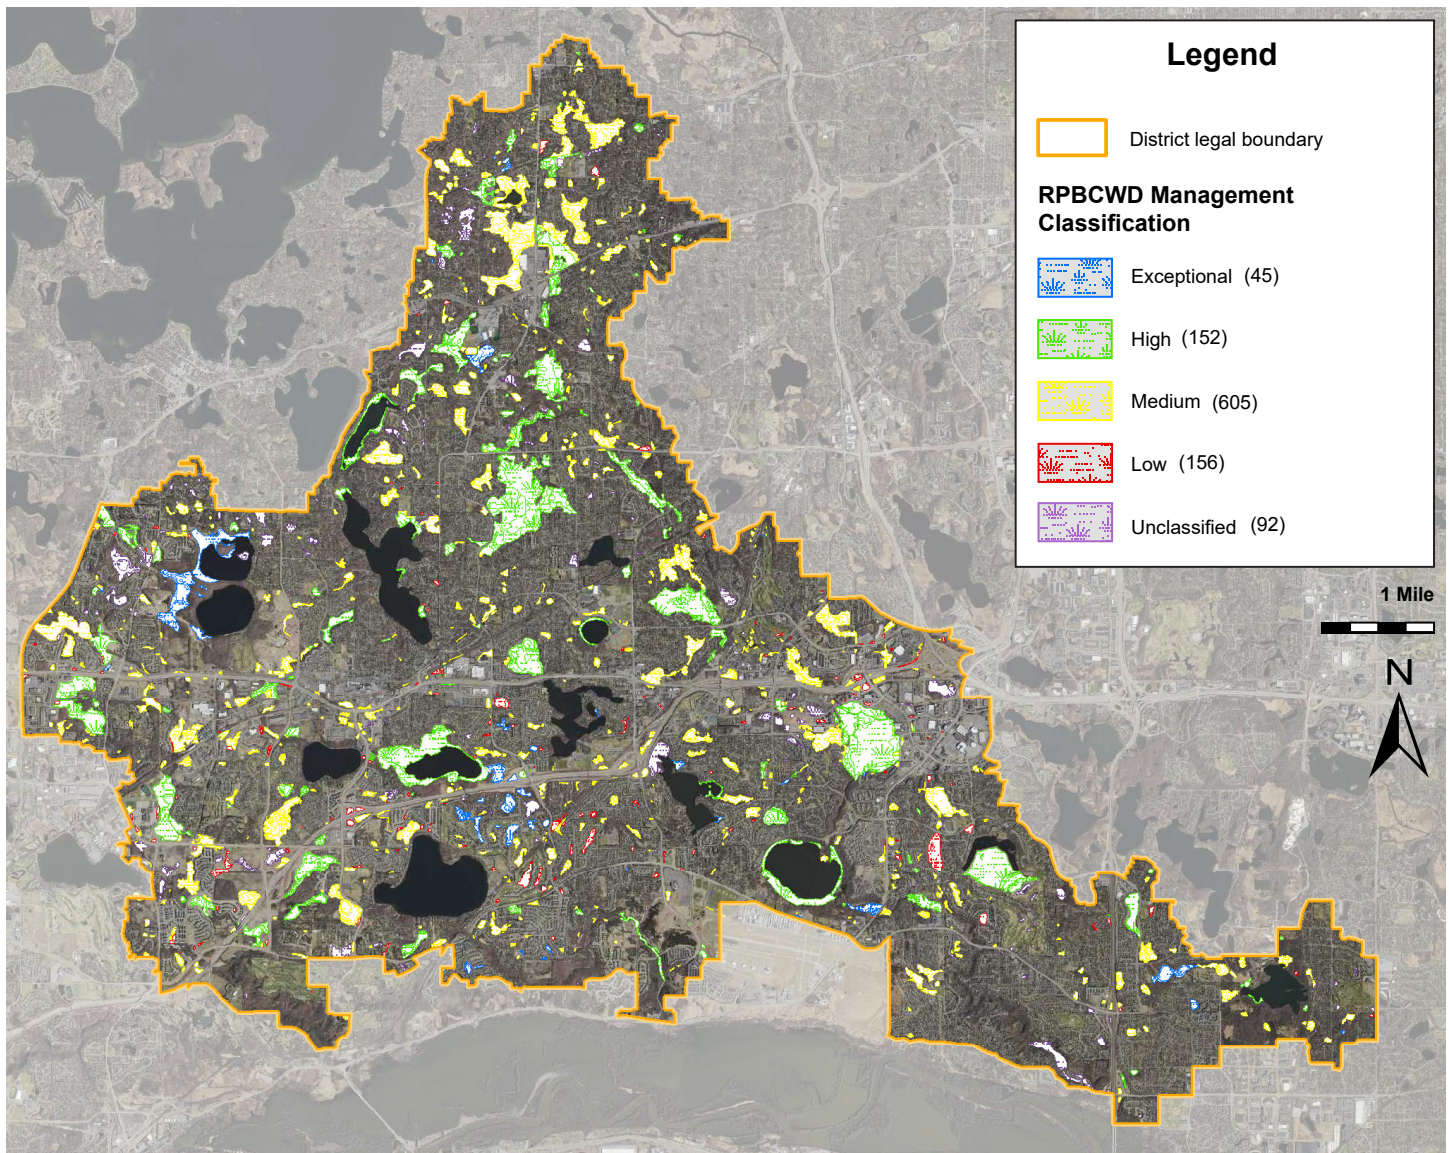 Legend
District legal boundary
RPBCWD Management
Classification
Exceptional (45)
High (152)
Medium (605)
Low (156)
Unclassified (92)
1 Mile
N